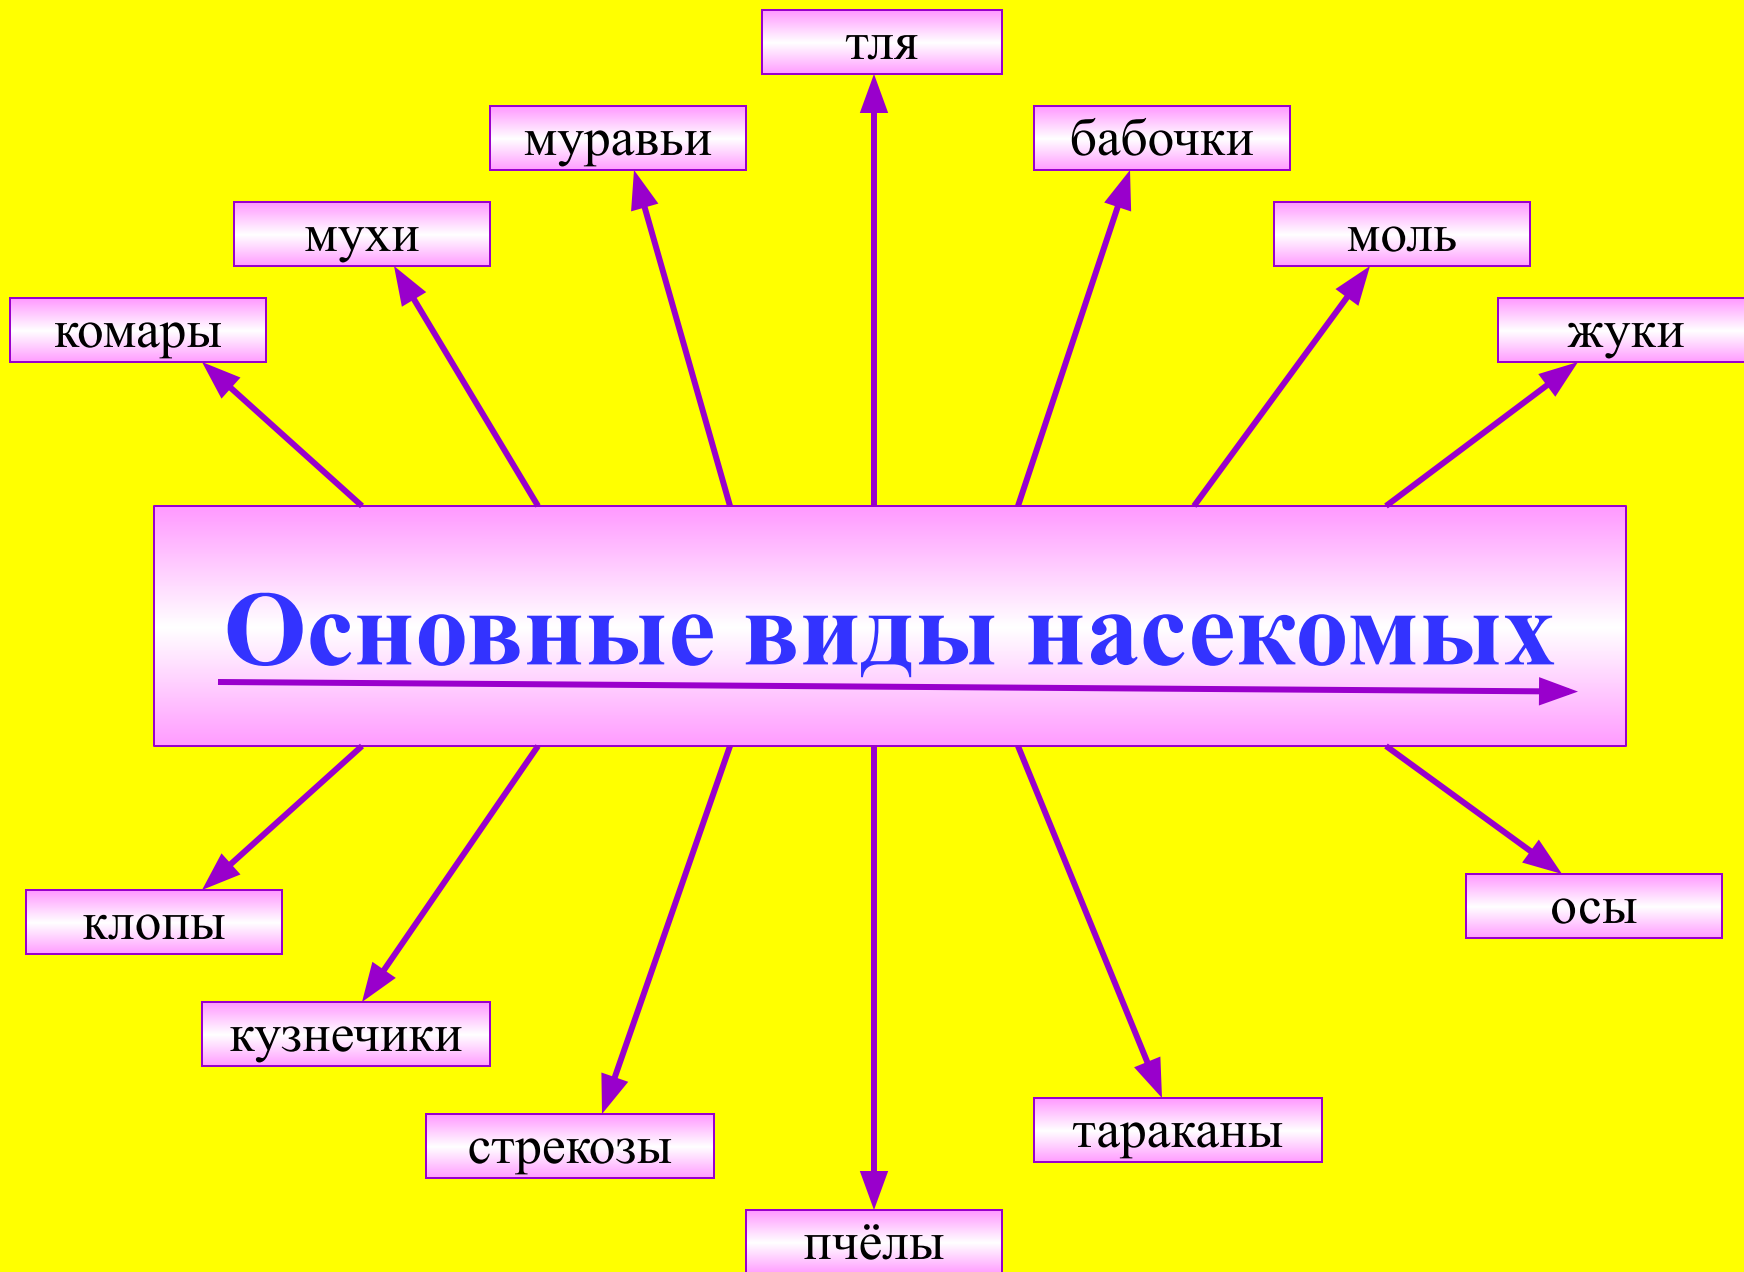 тля
муравьи
бабочки
мухи
моль
комары
жуки
Основные виды насекомых
клопы
осы
кузнечики
стрекозы
тараканы
пчёлы